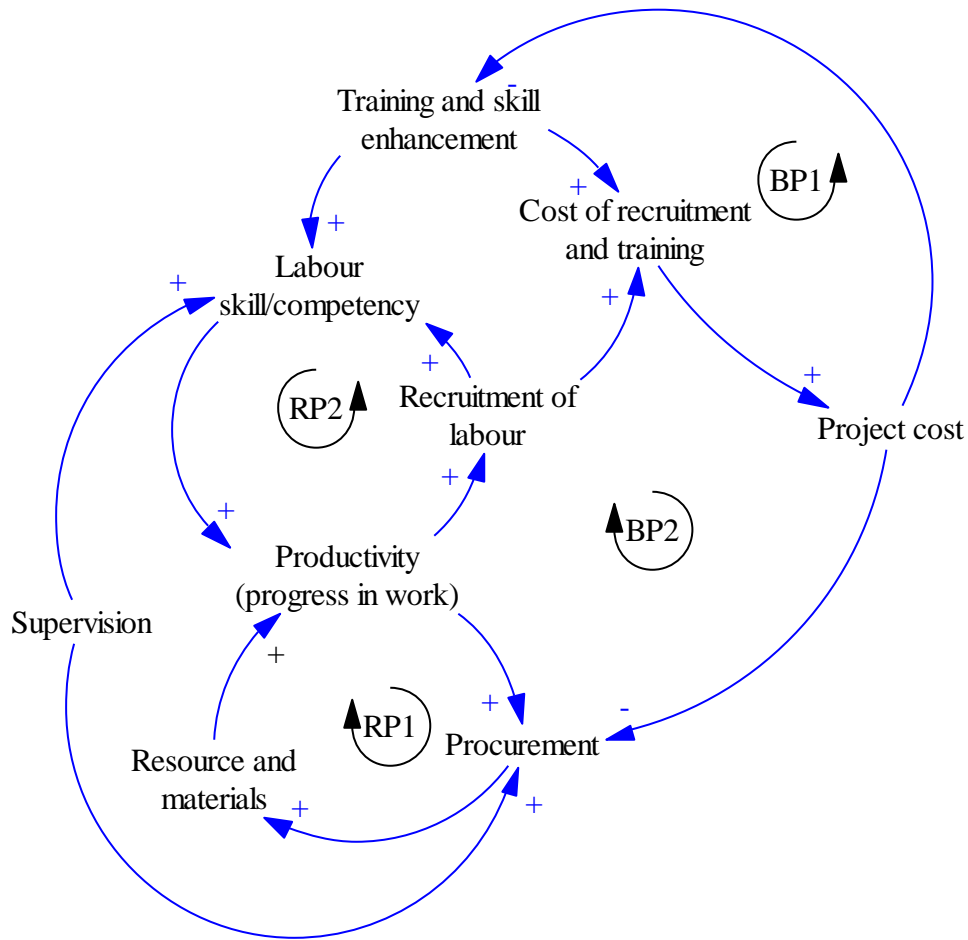 -
Training and skill
enhancement
BP1
+
Cost of recruitment
and training
+
Labour
skill/competency
+
+
+
+
RP2
Recruitment of
labour
Project cost
+
+
BP2
Productivity
(progress in work)
Supervision
+
+
-
RP1
Procurement
Resource and
materials
+
+